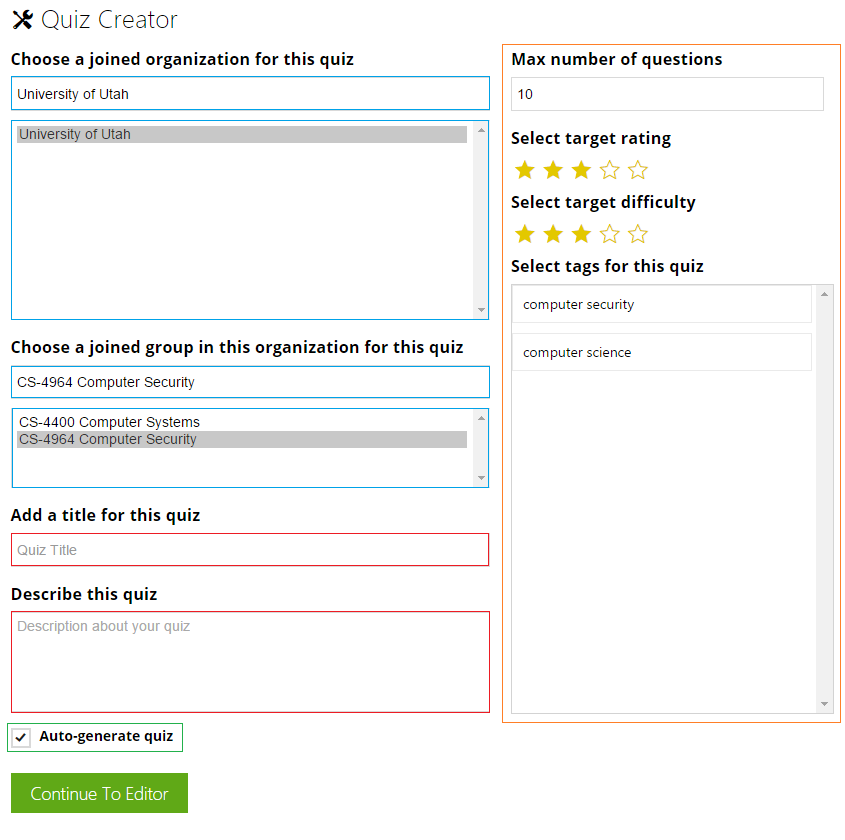 Quiz Creator
Choose a joined organization for this quiz
University of Utah
University of Utah
Choose a joined group in this organization for this quiz
CS-4964 Computer Security
CS-4400 Computer Systems
CS-4964 Computer Security
Add a title for this quiz
Quiz Title
Describe this quiz
Description about your quiz
Auto-generate quiz
Continue To Editor
Max number of questions
10
Select target rating
Select target difficulty
Select tags for this quiz
computer security
computer science